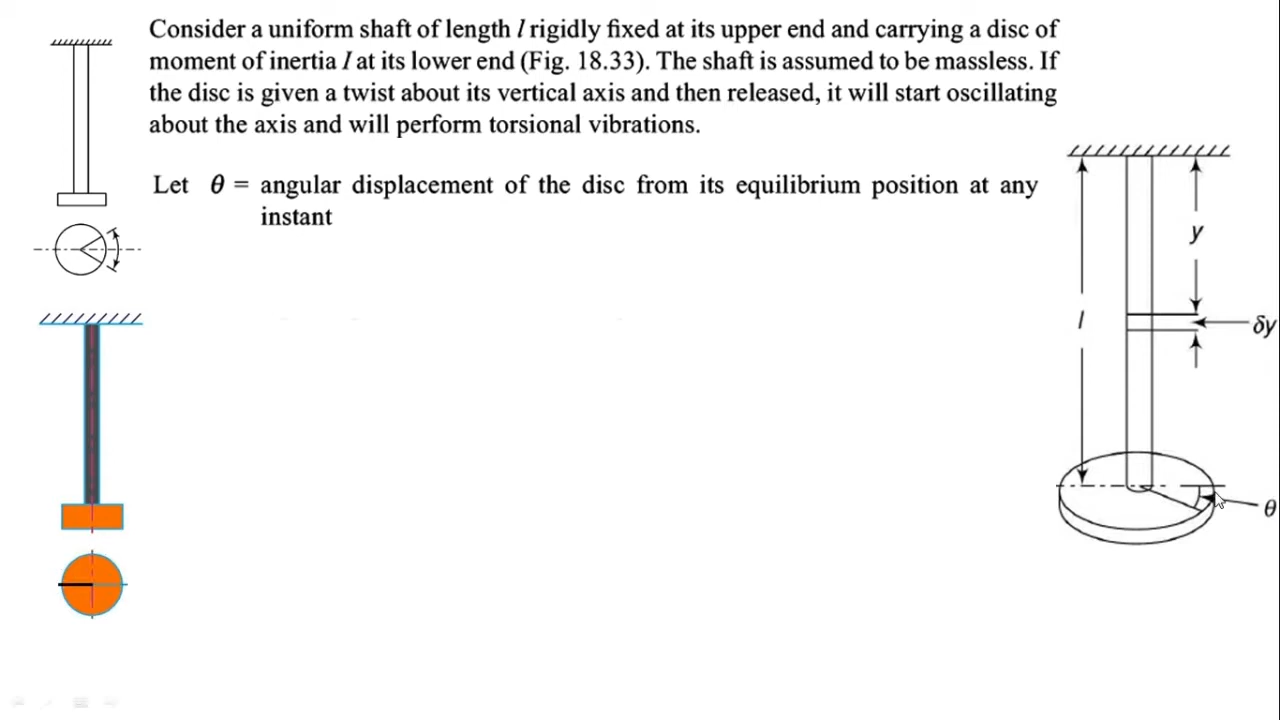 Consider a uniform shaft of length l rigidly fixed at its upper end and carrying a disc of
moment of inertia I at its lower end (Fig. 18.33). The shaft is assumed to be massless. If
the disc is given a twist about its vertical axis and then released, it will start oscillating
about the axis and will perform torsional vibrations.
Let θ = angular displacement of the disc from its equilibrium position at any
instant
y
l
δy
θ